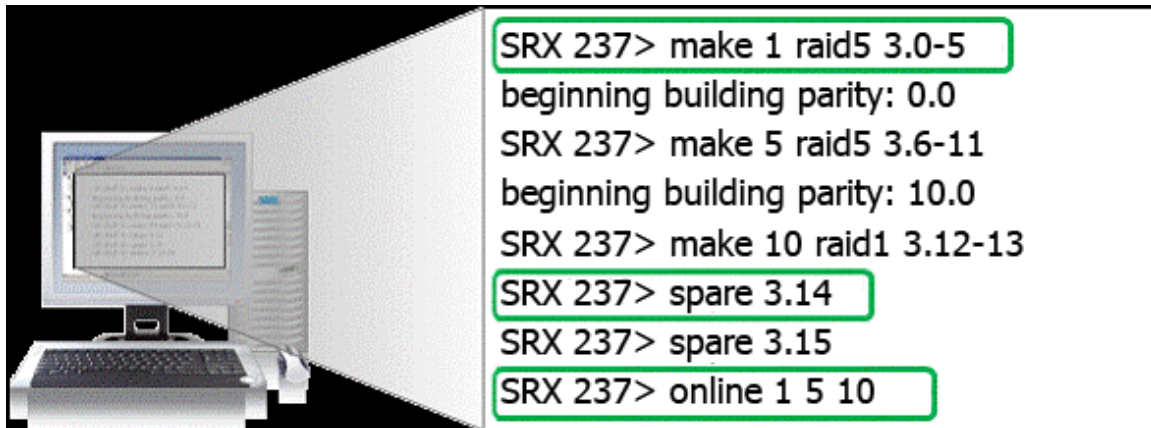 SRX 237> make 1 raid5 3.0-5
beginning building parity: 0.0
SRX 237> make 5 raid5 3.6-11
beginning building parity: 10.0
SRX 237> make 10 raid1 3.12-13
SRX 237> spare 3.14
SRX 237> spare 3.15
SRX 237> online 1 5 10